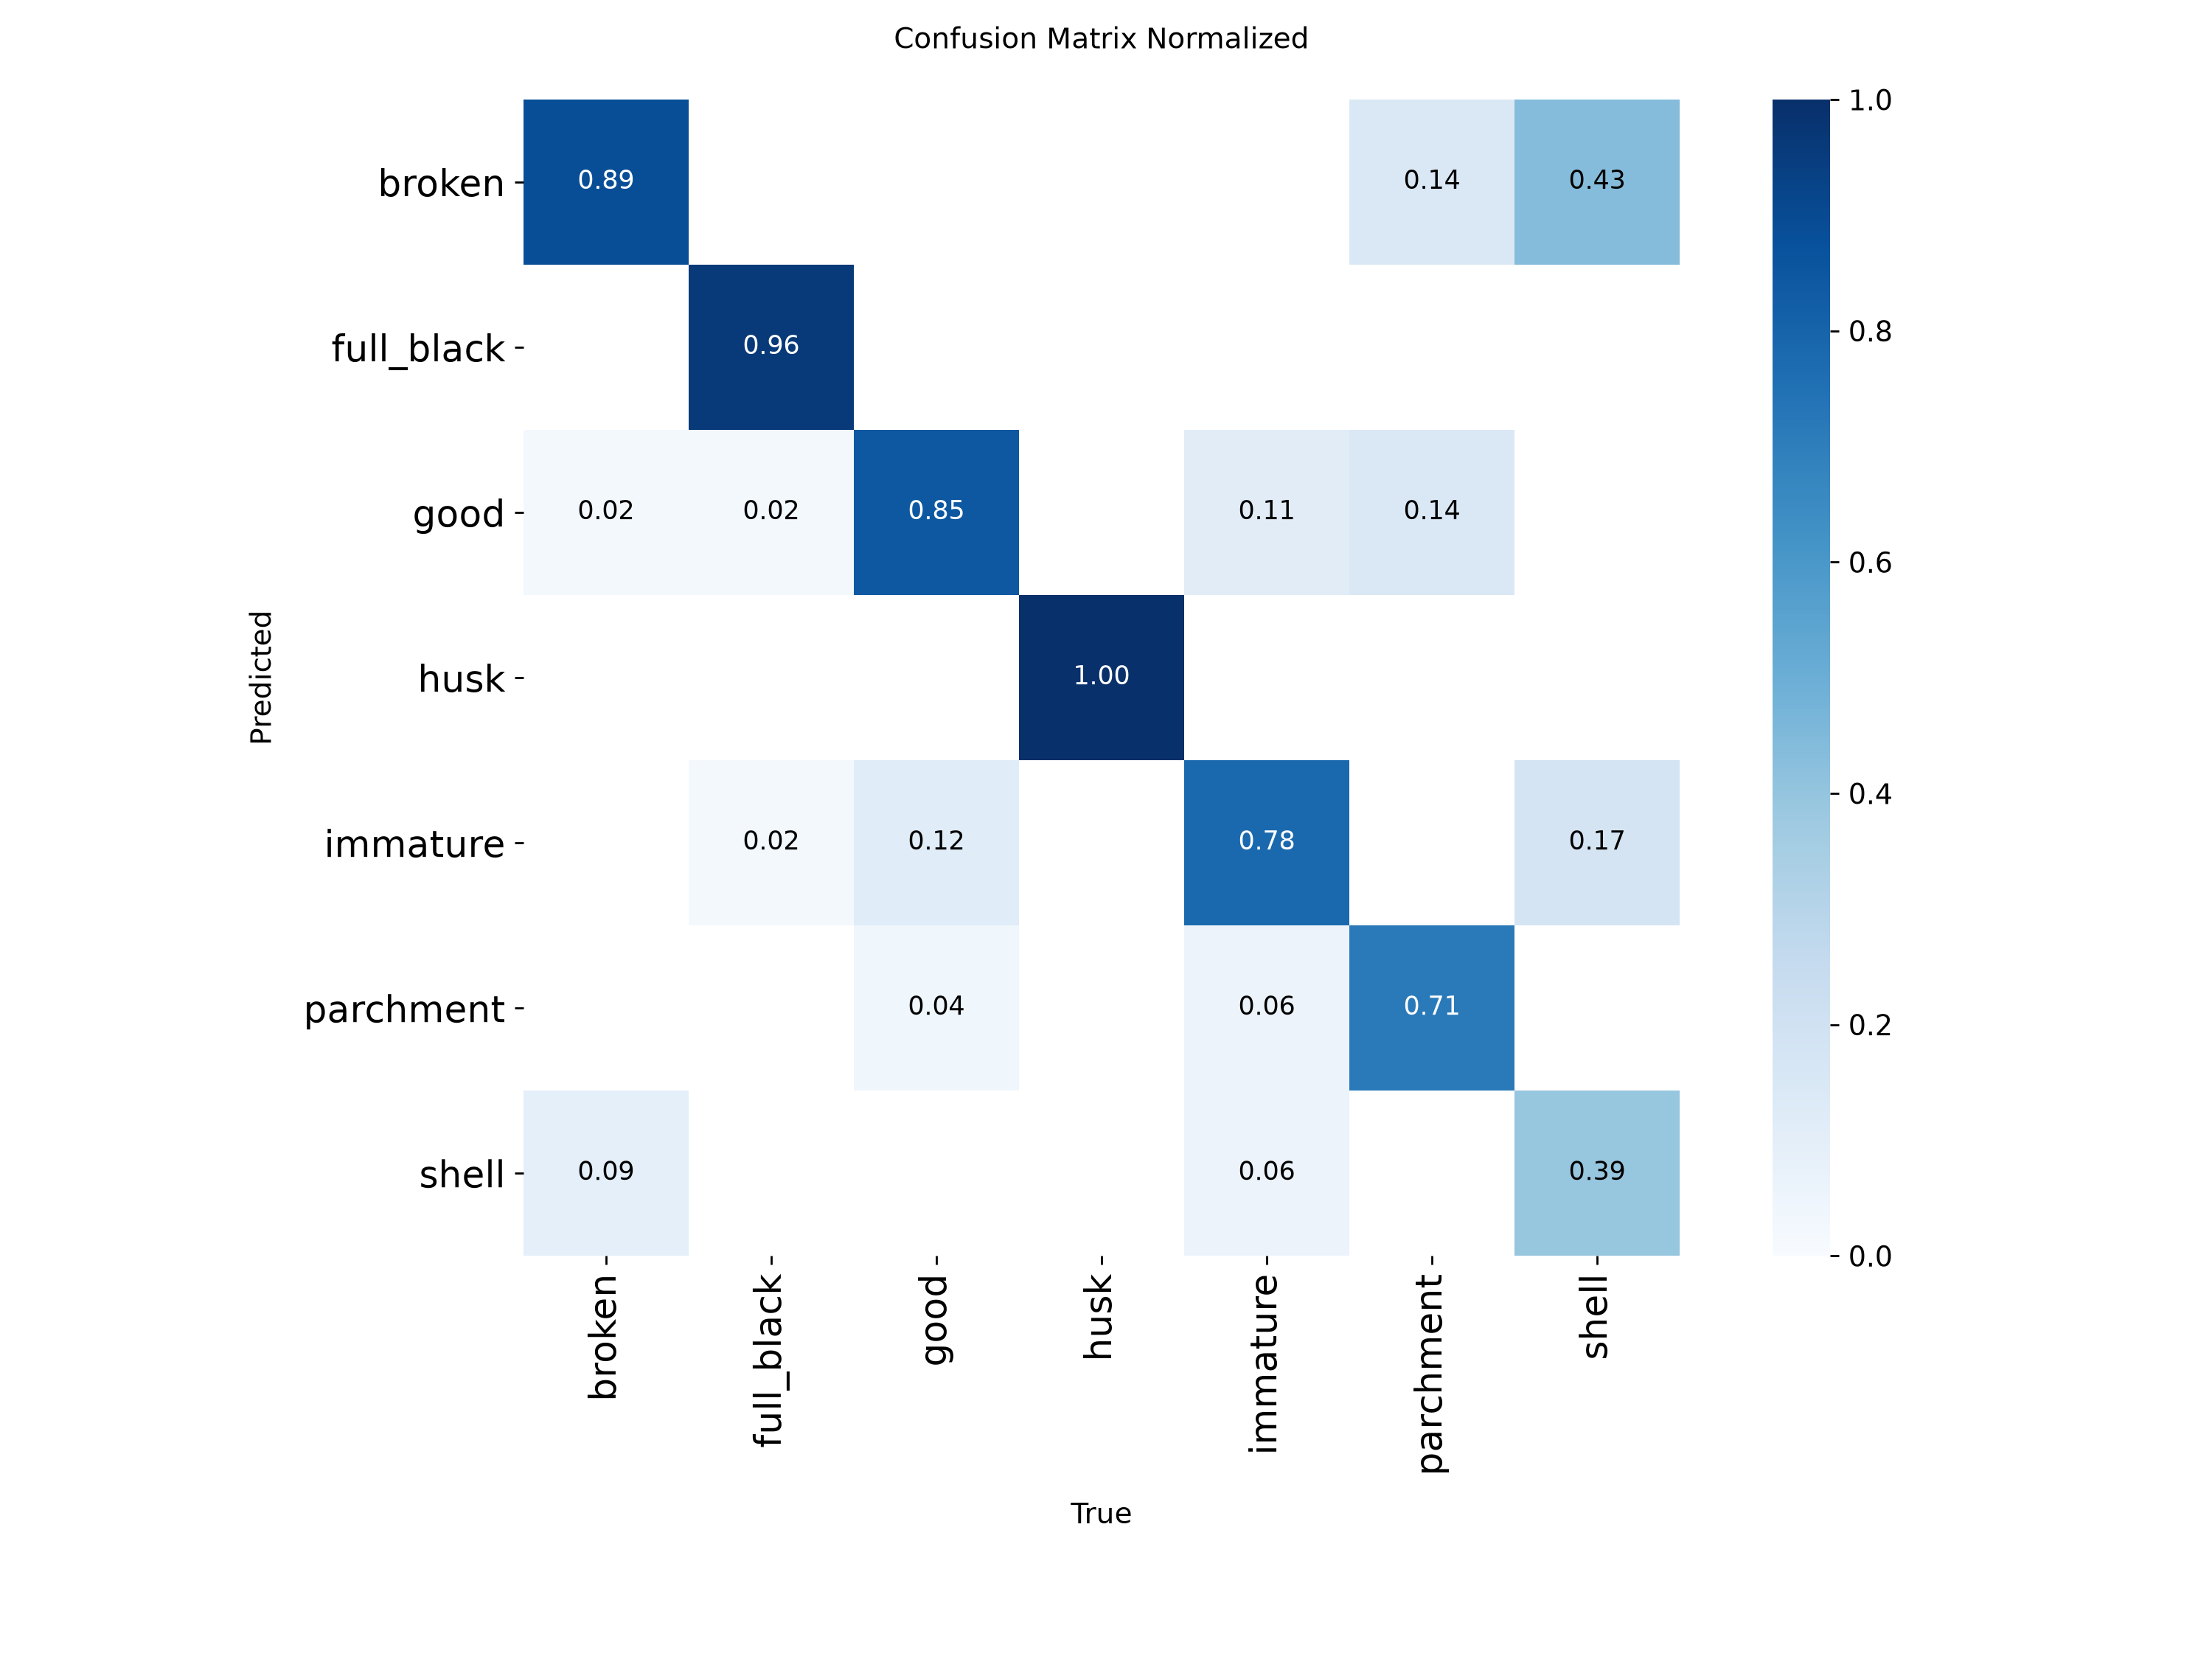 Confusion Matrix Normalized
Predicted
broken 0.89 0.14 0.43
full_black 0.96
good 0.02 0.02 0.85 0.11 0.14
husk 1.00
immature 0.02 0.12 0.78 0.17
parchment 0.04 0.06 0.71
shell 0.09 0.06 0.39
broken full_black good husk immature parchment shell
True
1.0
0.8
0.6
0.4
0.2
0.0